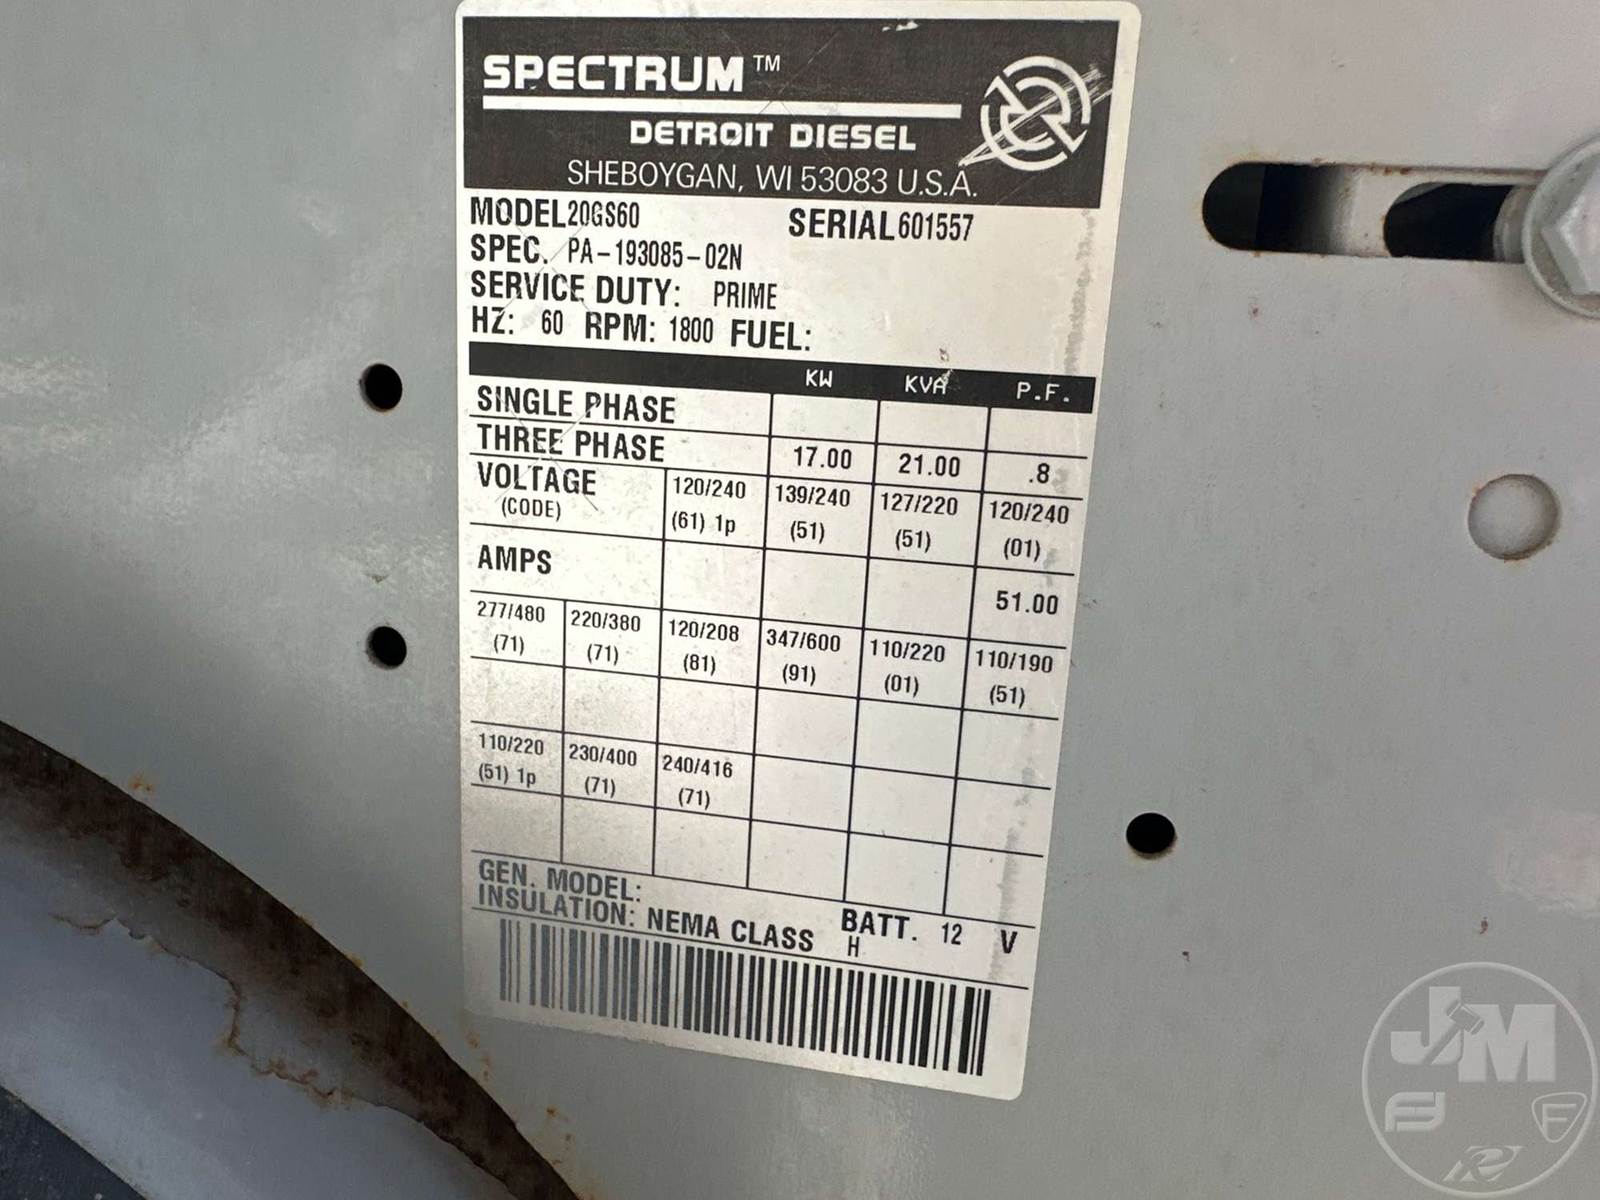 SPECTRUM™
DETROIT DIESEL
SHEBOYGAN, WI 53083 U.S.A.
MODEL 20GS60 SERIAL 601557
SPEC. PA-193085-02N
SERVICE DUTY: PRIME
HZ: 60 RPM: 1800 FUEL:
KW KVA P.F.
SINGLE PHASE
THREE PHASE 17.00 21.00 .8
VOLTAGE 120/240 139/240 127/220 120/240
(CODE) (61) 1p (51) (51) (01)
AMPS 51.00
277/480 220/380 120/208 347/600 110/220 110/190
(71) (71) (81) (91) (01) (51)
110/220 230/400 240/416
(51) 1p (71) (71)
GEN. MODEL: BATT. 12 V
INSULATION: NEMA CLASS H
JM